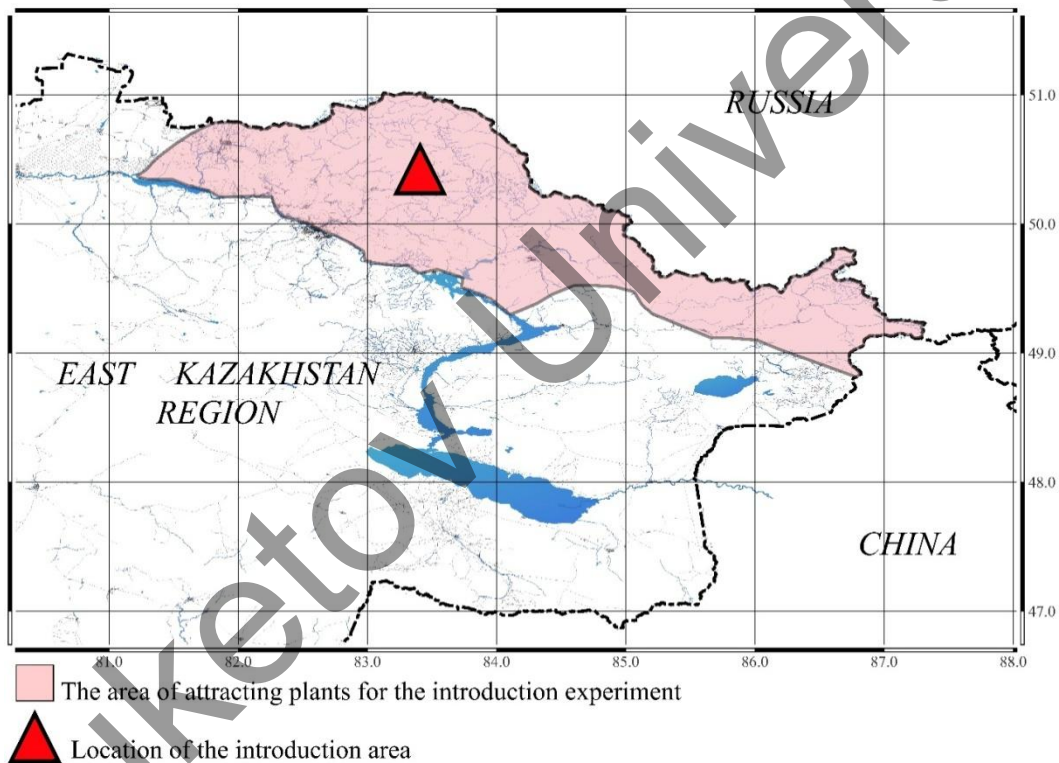 RUSSIA
51.0
50.0
49.0
EAST KAZAKHSTAN
REGION
48.0
CHINA
47.0
81.0 82.0 83.0 84.0 85.0 86.0 87.0 88.0
The area of attracting plants for the introduction experiment
Location of the introduction area
uketov Univers